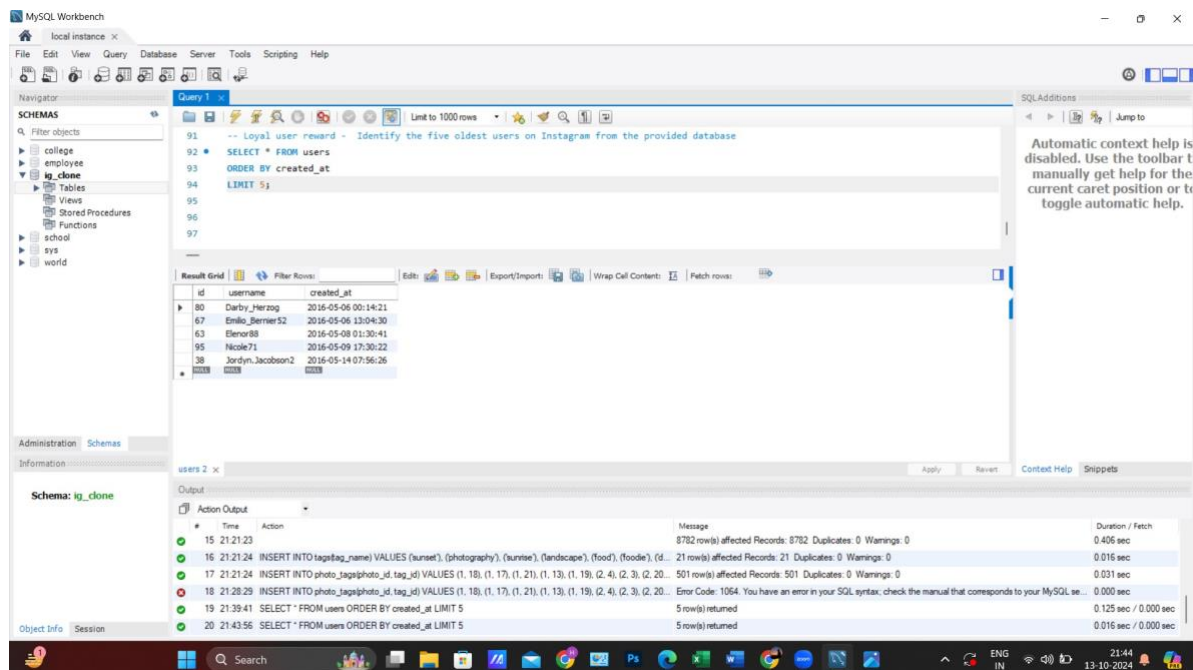 MySQL Workbench
local instance ×
File Edit View Query Database Server Tools Scripting Help
Navigator
SCHEMAS
Filter objects
college
employee
ig_clone
Tables
Views
Stored Procedures
Functions
school
sys
world
Administration Schemas
Information
Schema: ig_clone
Object Info Session
Query 1 ×
Limit to 1000 rows
91 -- Loyal user reward - Identify the five oldest users on Instagram from the provided database
92 SELECT * FROM users
93 ORDER BY created_at
94 LIMIT 5;
95
96
97
Result Grid Filter Rows: Edit: Export/Import: Wrap Cell Content: Fetch rows:
id username created_at
80 Darby_Herzog 2016-05-06 00:14:21
67 Emilio_Bernier52 2016-05-06 13:04:30
63 Elenor88 2016-05-08 01:30:41
95 Nicole71 2016-05-09 17:30:22
38 Jordyn.Jacobson2 2016-05-14 07:56:26
NULL NULL NULL
users 2 ×
Apply Revert
SQLAdditions
Jump to
Automatic context help is
disabled. Use the toolbar t
manually get help for the
current caret position or to
toggle automatic help.
Context Help Snippets
Output
Action Output
# Time Action Message Duration / Fetch
15 21:21:23 8782 row(s) affected Records: 8782 Duplicates: 0 Warnings: 0 0.406 sec
16 21:21:24 INSERT INTO tags(tag_name) VALUES ('sunset'), ('photography'), ('sunrise'), ('landscape'), ('food'), ('foodie'), ('d... 21 row(s) affected Records: 21 Duplicates: 0 Warnings: 0 0.016 sec
17 21:21:24 INSERT INTO photo_tags(photo_id, tag_id) VALUES (1, 18), (1, 17), (1, 21), (1, 13), (1, 19), (2, 4), (2, 3), (2, 20... 501 row(s) affected Records: 501 Duplicates: 0 Warnings: 0 0.031 sec
18 21:28:29 INSERT INTO photo_tags(photo_id, tag_id) VALUES (1, 18), (1, 17), (1, 21), (1, 13), (1, 19), (2, 4), (2, 3), (2, 20... Error Code: 1064. You have an error in your SQL syntax; check the manual that corresponds to your MySQL se... 0.000 sec
19 21:39:41 SELECT * FROM users ORDER BY created_at LIMIT 5 5 row(s) returned 0.125 sec / 0.000 sec
20 21:43:56 SELECT * FROM users ORDER BY created_at LIMIT 5 5 row(s) returned 0.016 sec / 0.000 sec
Search
ENG
IN
21:44
13-10-2024